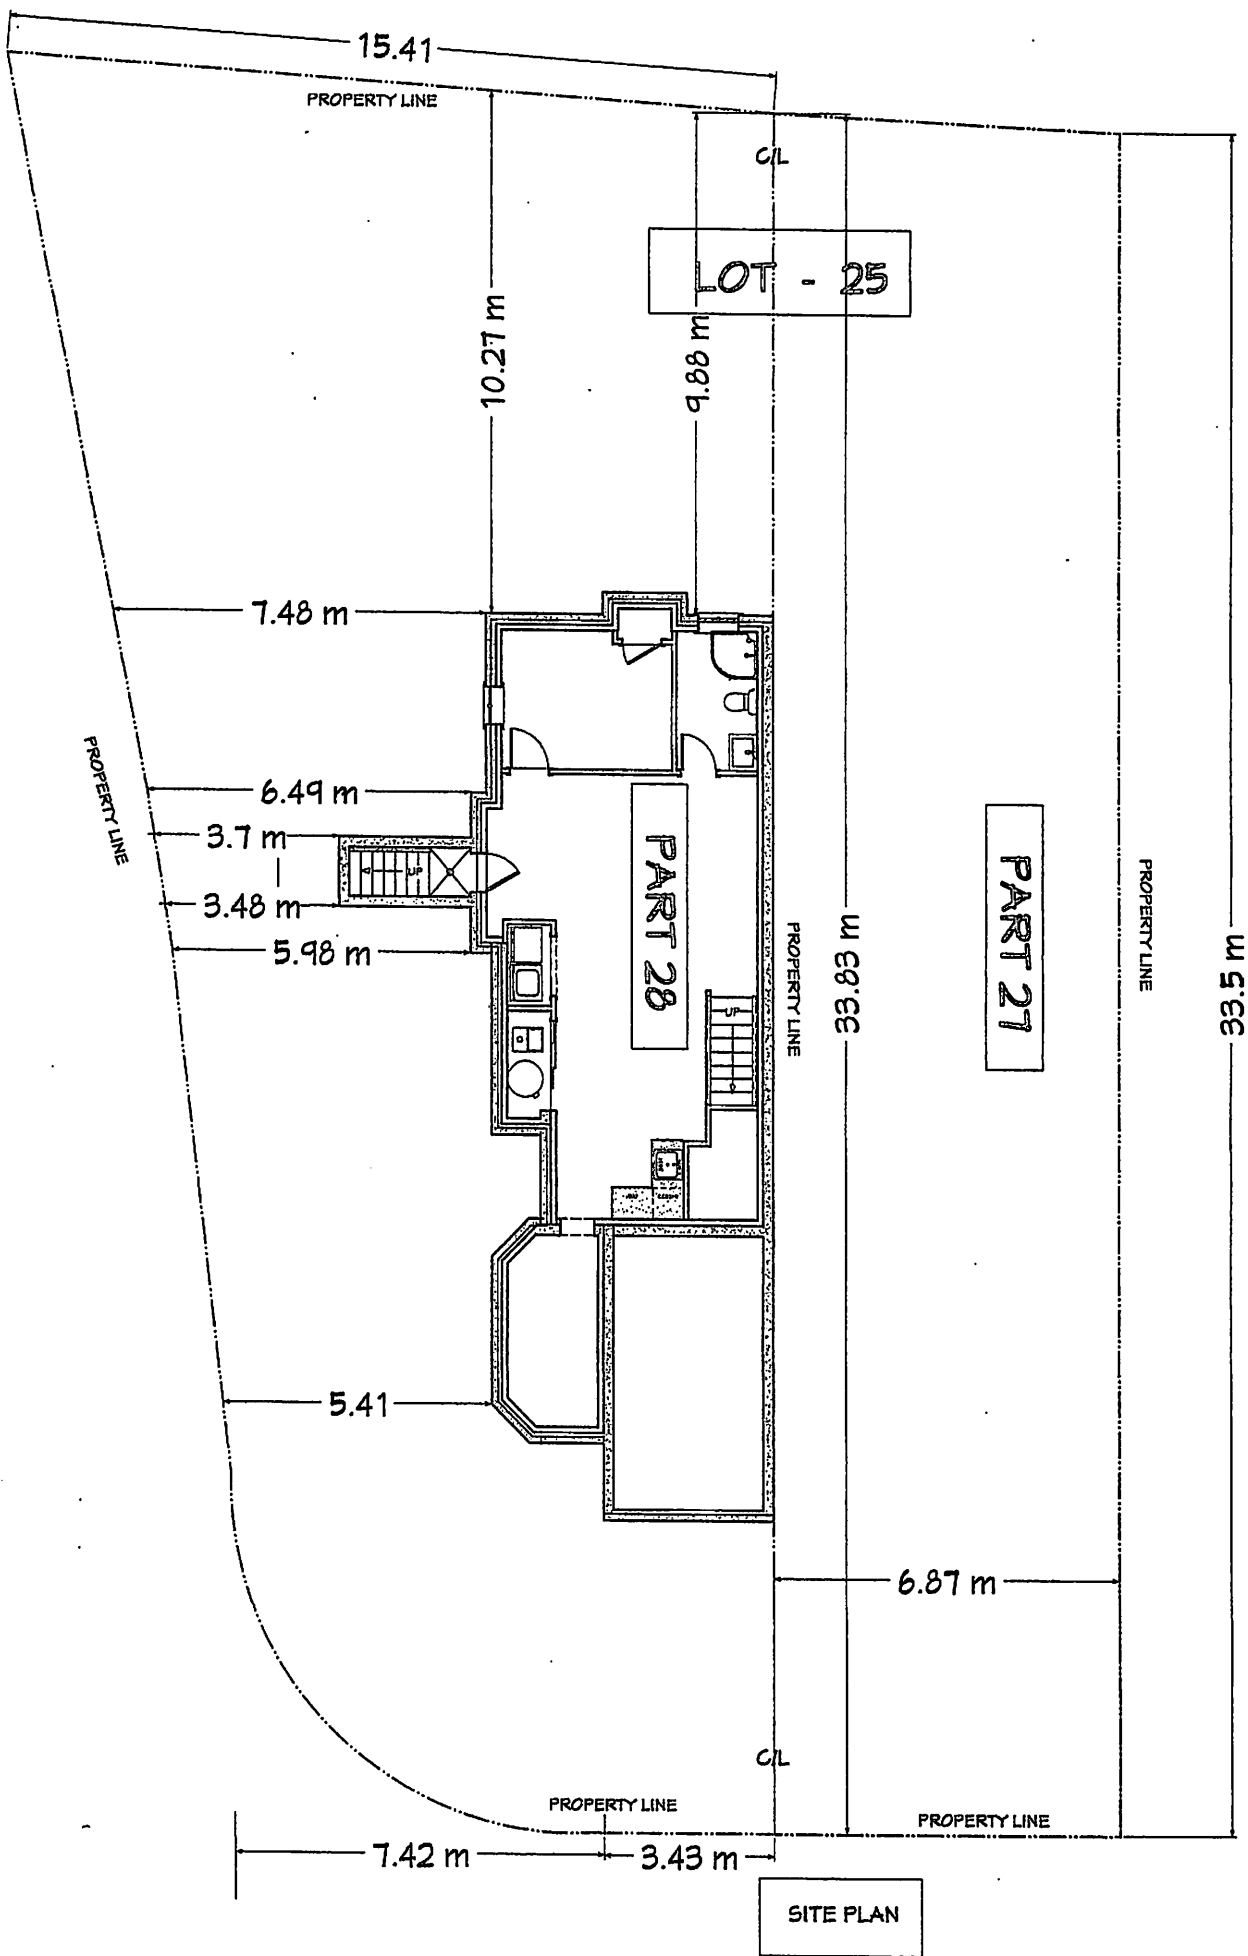 15.41
PROPERTY LINE
C/L
LOT - 25
10.27 m
9.88 m
7.48 m
PROPERTY LINE
6.49 m
3.7 m
UP
3.48 m
5.98 m
PART 28
PROPERTY LINE
33.83 m
PART 27
PROPERTY LINE
33.5 m
UP
5.41
6.87 m
C/L
PROPERTY LINE
PROPERTY LINE
7.42 m
3.43 m
SITE PLAN